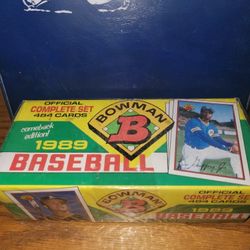 OFFICIAL
COMPLETE SET
484 CARDS
BOWMAN
B
comeback
edition!
1989
BASEBALL
OFFICIAL
COMPLETE SET
484 CARDS
BOWMAN
1989
BASEBALL